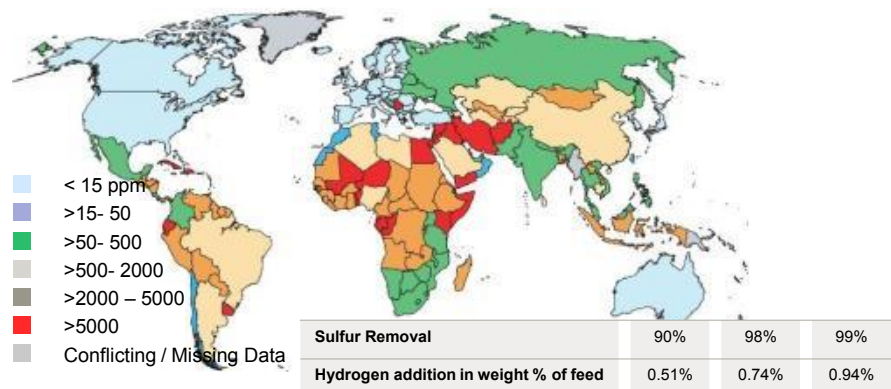 < 15 ppm
>15- 50
>50- 500
>500- 2000
>2000 – 5000
>5000
Conflicting / Missing Data
Sulfur Removal 90% 98% 99%
Hydrogen addition in weight % of feed 0.51% 0.74% 0.94%